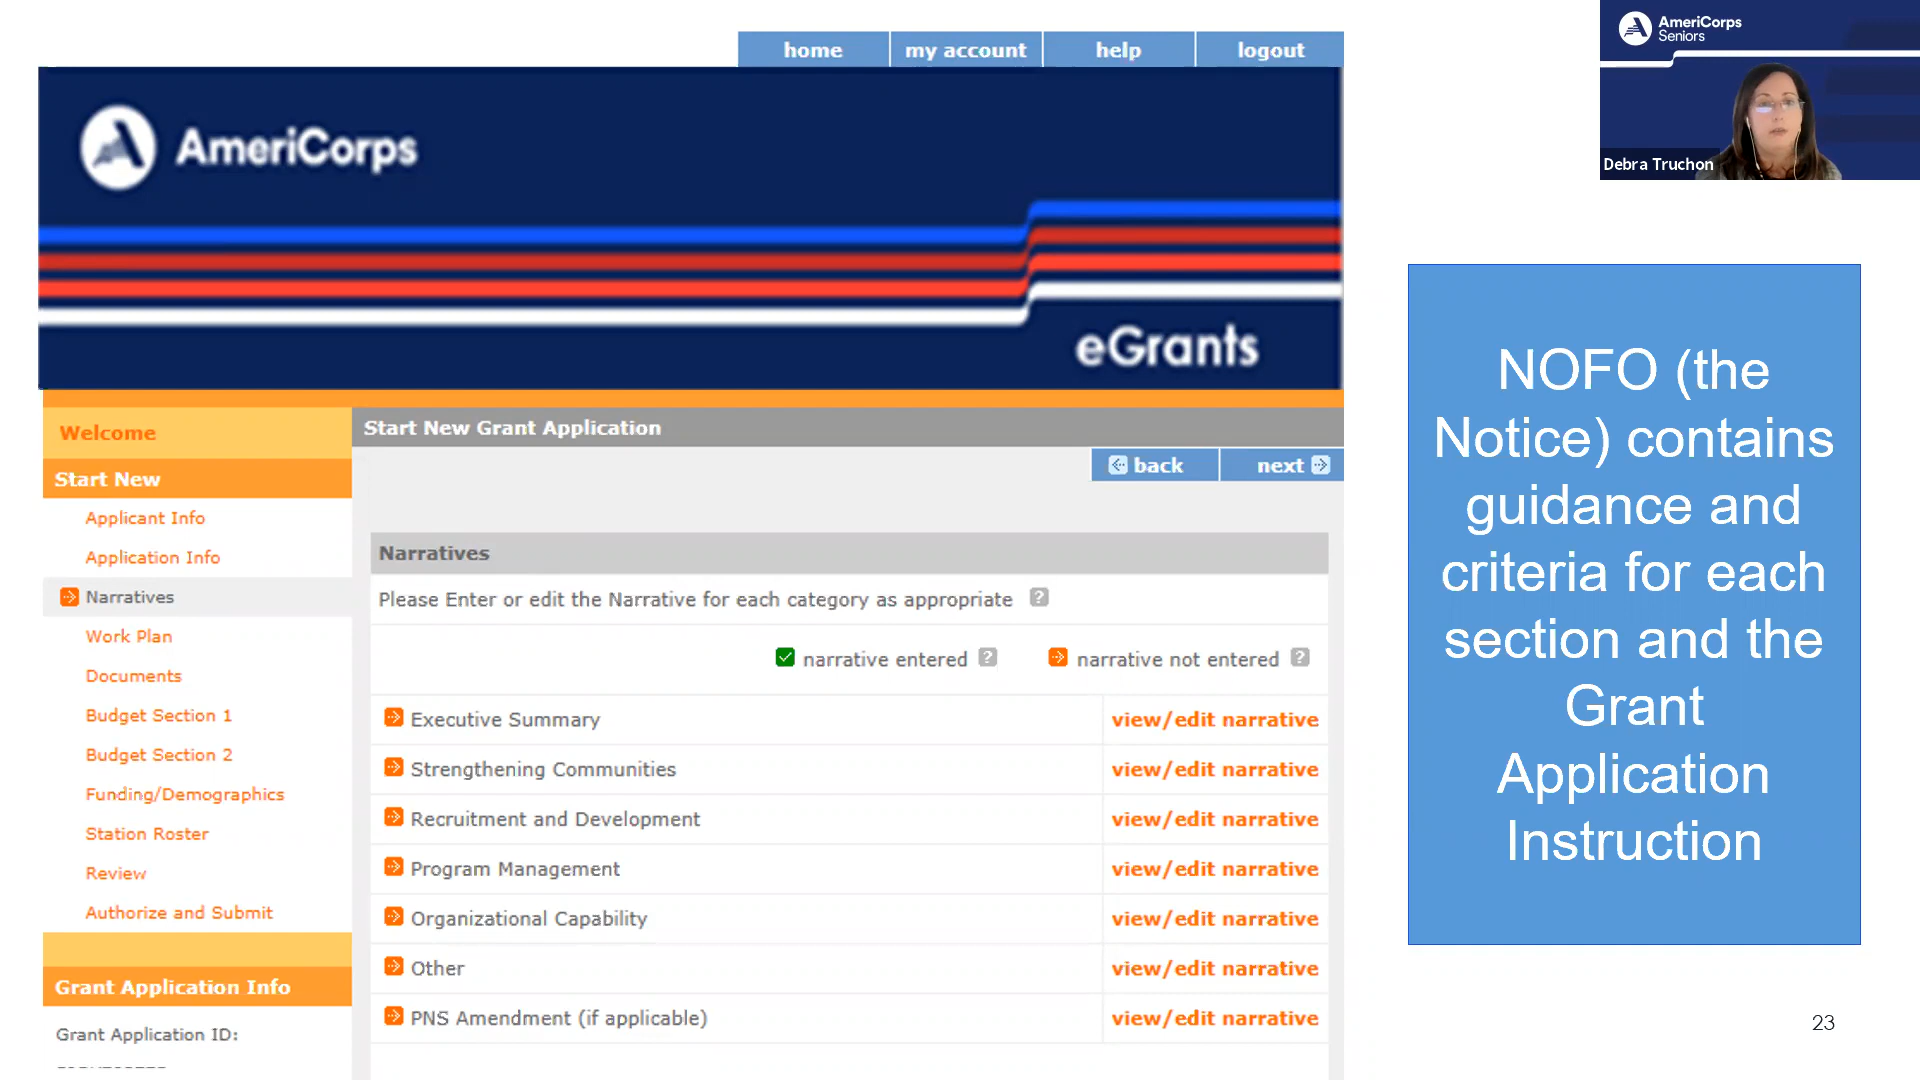 home
my account
help
logout
AmeriCorps
eGrants
AmeriCorps
Seniors
Debra Truchon
Welcome
Start New
Applicant Info
Application Info
Narratives
Work Plan
Documents
Budget Section 1
Budget Section 2
Funding/Demographics
Station Roster
Review
Authorize and Submit
Grant Application Info
Grant Application ID:
Start New Grant Application
back
next
Narratives
Please Enter or edit the Narrative for each category as appropriate ?
narrative entered ?
narrative not entered ?
Executive Summary view/edit narrative
Strengthening Communities view/edit narrative
Recruitment and Development view/edit narrative
Program Management view/edit narrative
Organizational Capability view/edit narrative
Other view/edit narrative
PNS Amendment (if applicable) view/edit narrative
NOFO (the
Notice) contains
guidance and
criteria for each
section and the
Grant
Application
Instruction
23